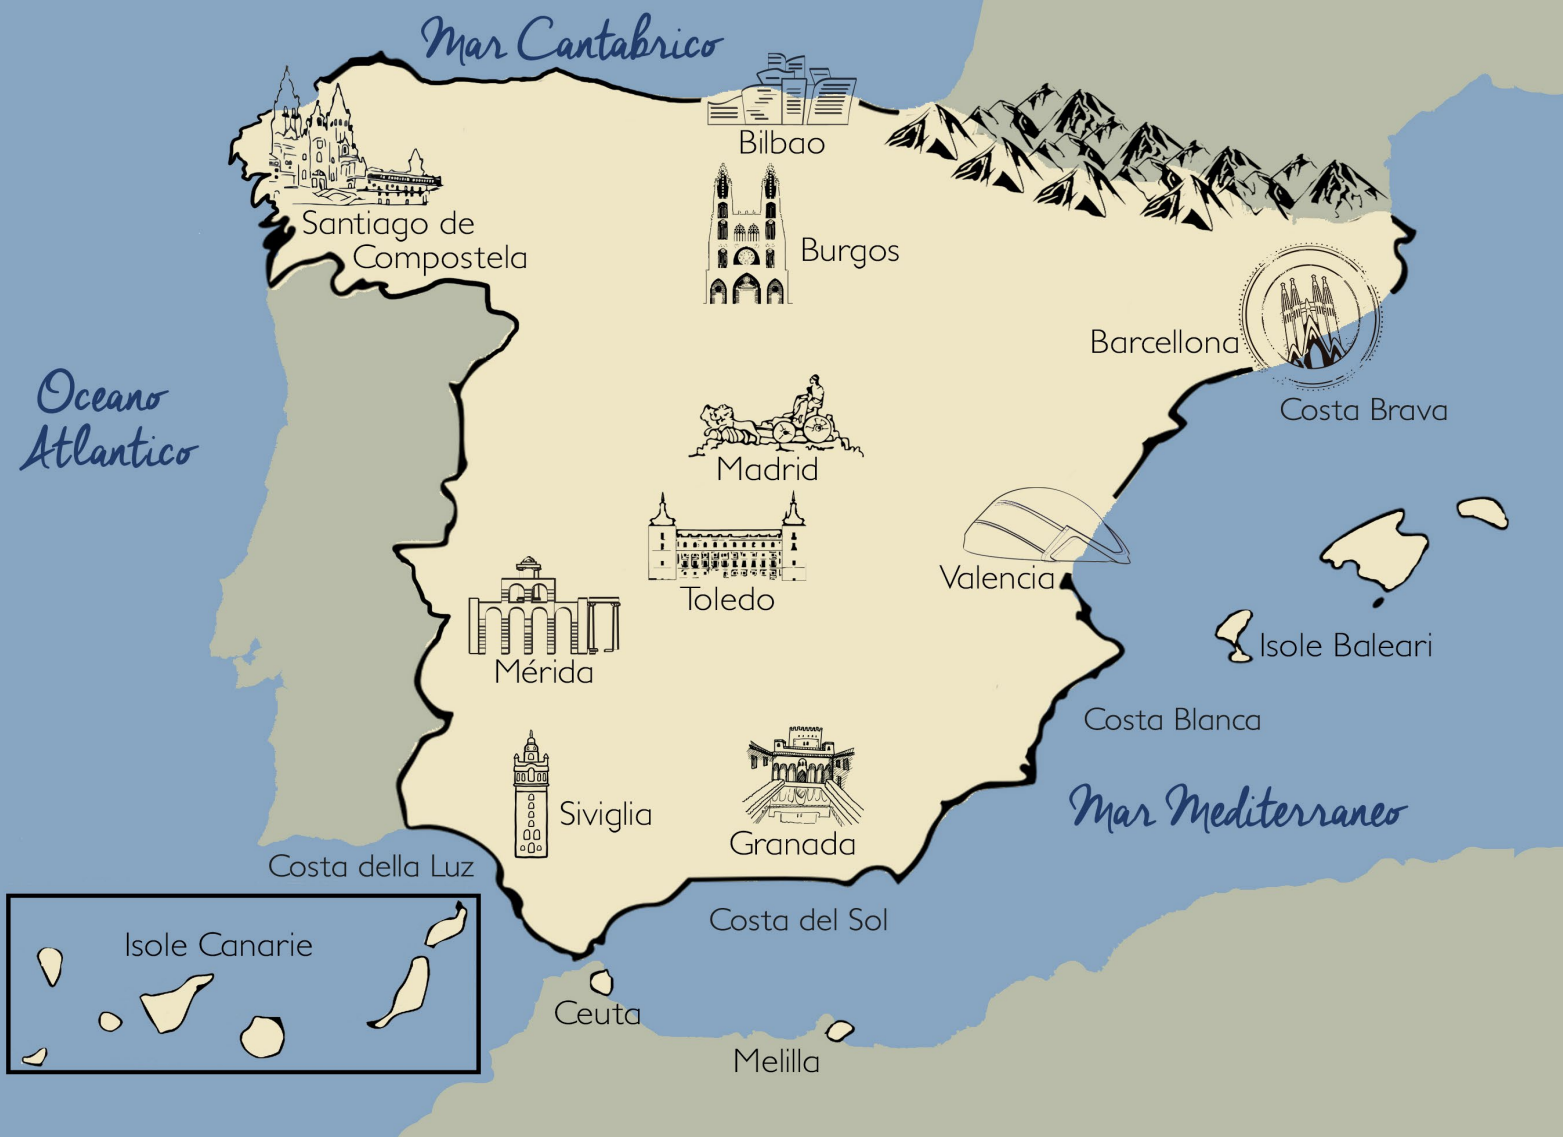 Mar Cantabrico
Bilbao
Santiago de
Compostela
Burgos
Barcellona
Oceano
Atlantico
Costa Brava
Madrid
Toledo
Valencia
Mérida
Isole Baleari
Costa Blanca
Siviglia
Granada
Mar Mediterraneo
Costa della Luz
Costa del Sol
Isole Canarie
Ceuta
Melilla